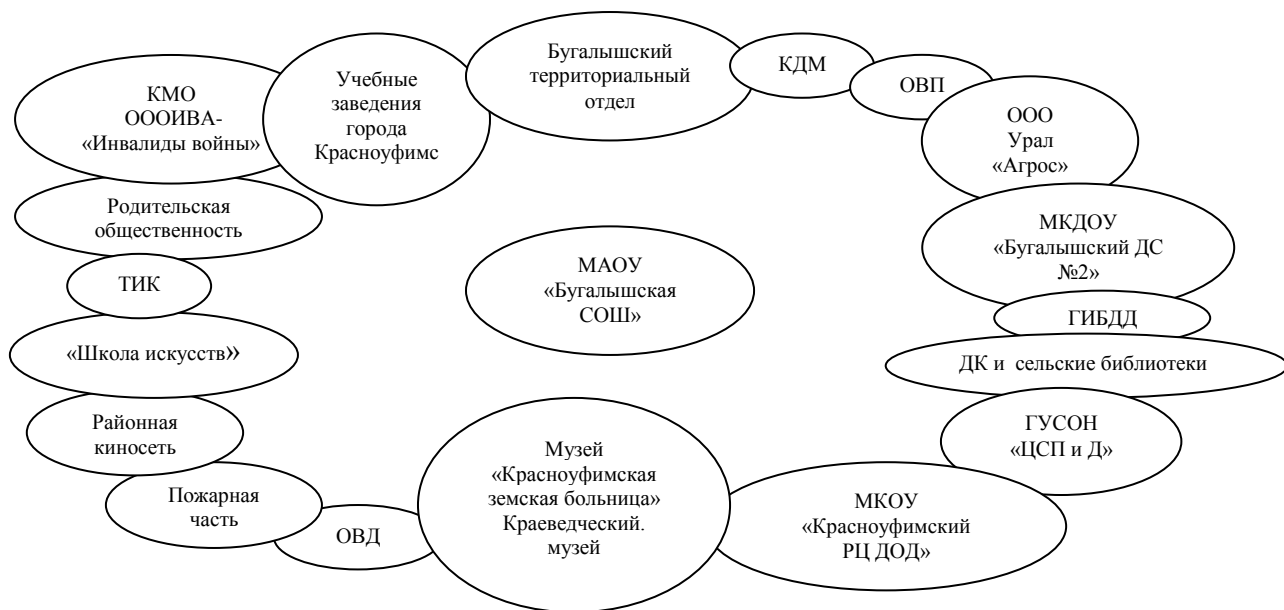 Бугалышский
территориальный
отдел
КДМ
ОВП
Учебные
заведения
города
Красноуфимс
КМО
ОООИВА-
«Инвалиды войны»
ООО
Урал
«Агрос»
Родительская
общественность
МКДОУ
«Бугалышский ДС
№2»
МАОУ
«Бугалышская
СОШ»
ТИК
ГИБДД
«Школа искусств»
ДК и сельские библиотеки
Районная
киносеть
ГУСОН
«ЦСП и Д»
Музей
«Красноуфимская
земская больница»
Краеведческий.
музей
Пожарная
часть
МКОУ
«Красноуфимский
РЦ ДОД»
ОВД